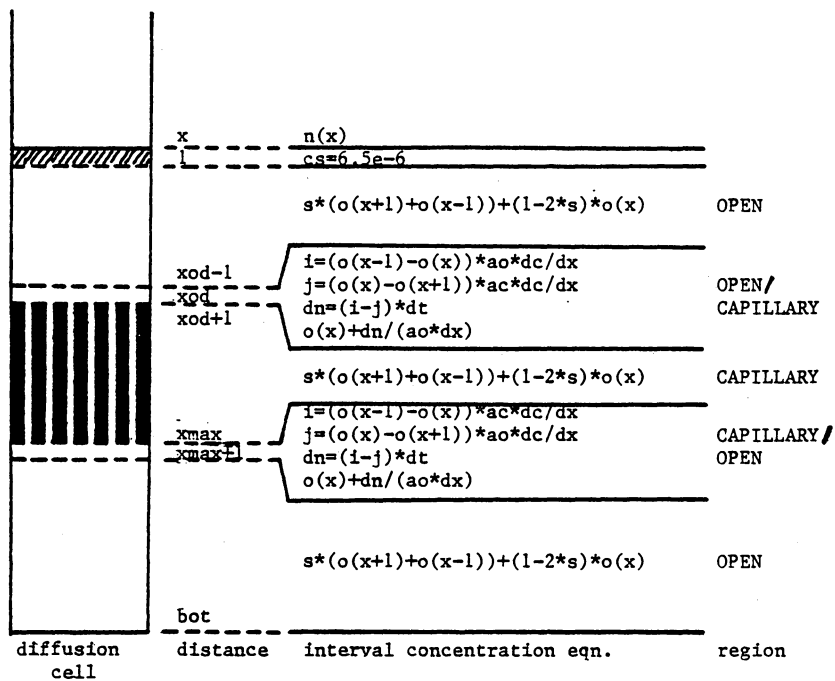 x n(x)
1 cs=6.5e-6
s*(o(x+1)+o(x-1))+(1-2*s)*o(x) OPEN
i=(o(x-1)-o(x))*ao*dc/dx
xod-1 j=(o(x)-o(x+1))*ac*dc/dx OPEN/
xod dn=(i-j)*dt CAPILLARY
xod+1 o(x)+dn/(ao*dx)
s*(o(x+1)+o(x-1))+(1-2*s)*o(x) CAPILLARY
i=(o(x-1)-o(x))*ac*dc/dx
xmax j=(o(x)-o(x+1))*ao*dc/dx CAPILLARY/
xmax+1 dn=(i-j)*dt OPEN
o(x)+dn/(ao*dx)
s*(o(x+1)+o(x-1))+(1-2*s)*o(x) OPEN
bot
diffusion distance interval concentration eqn. region
cell